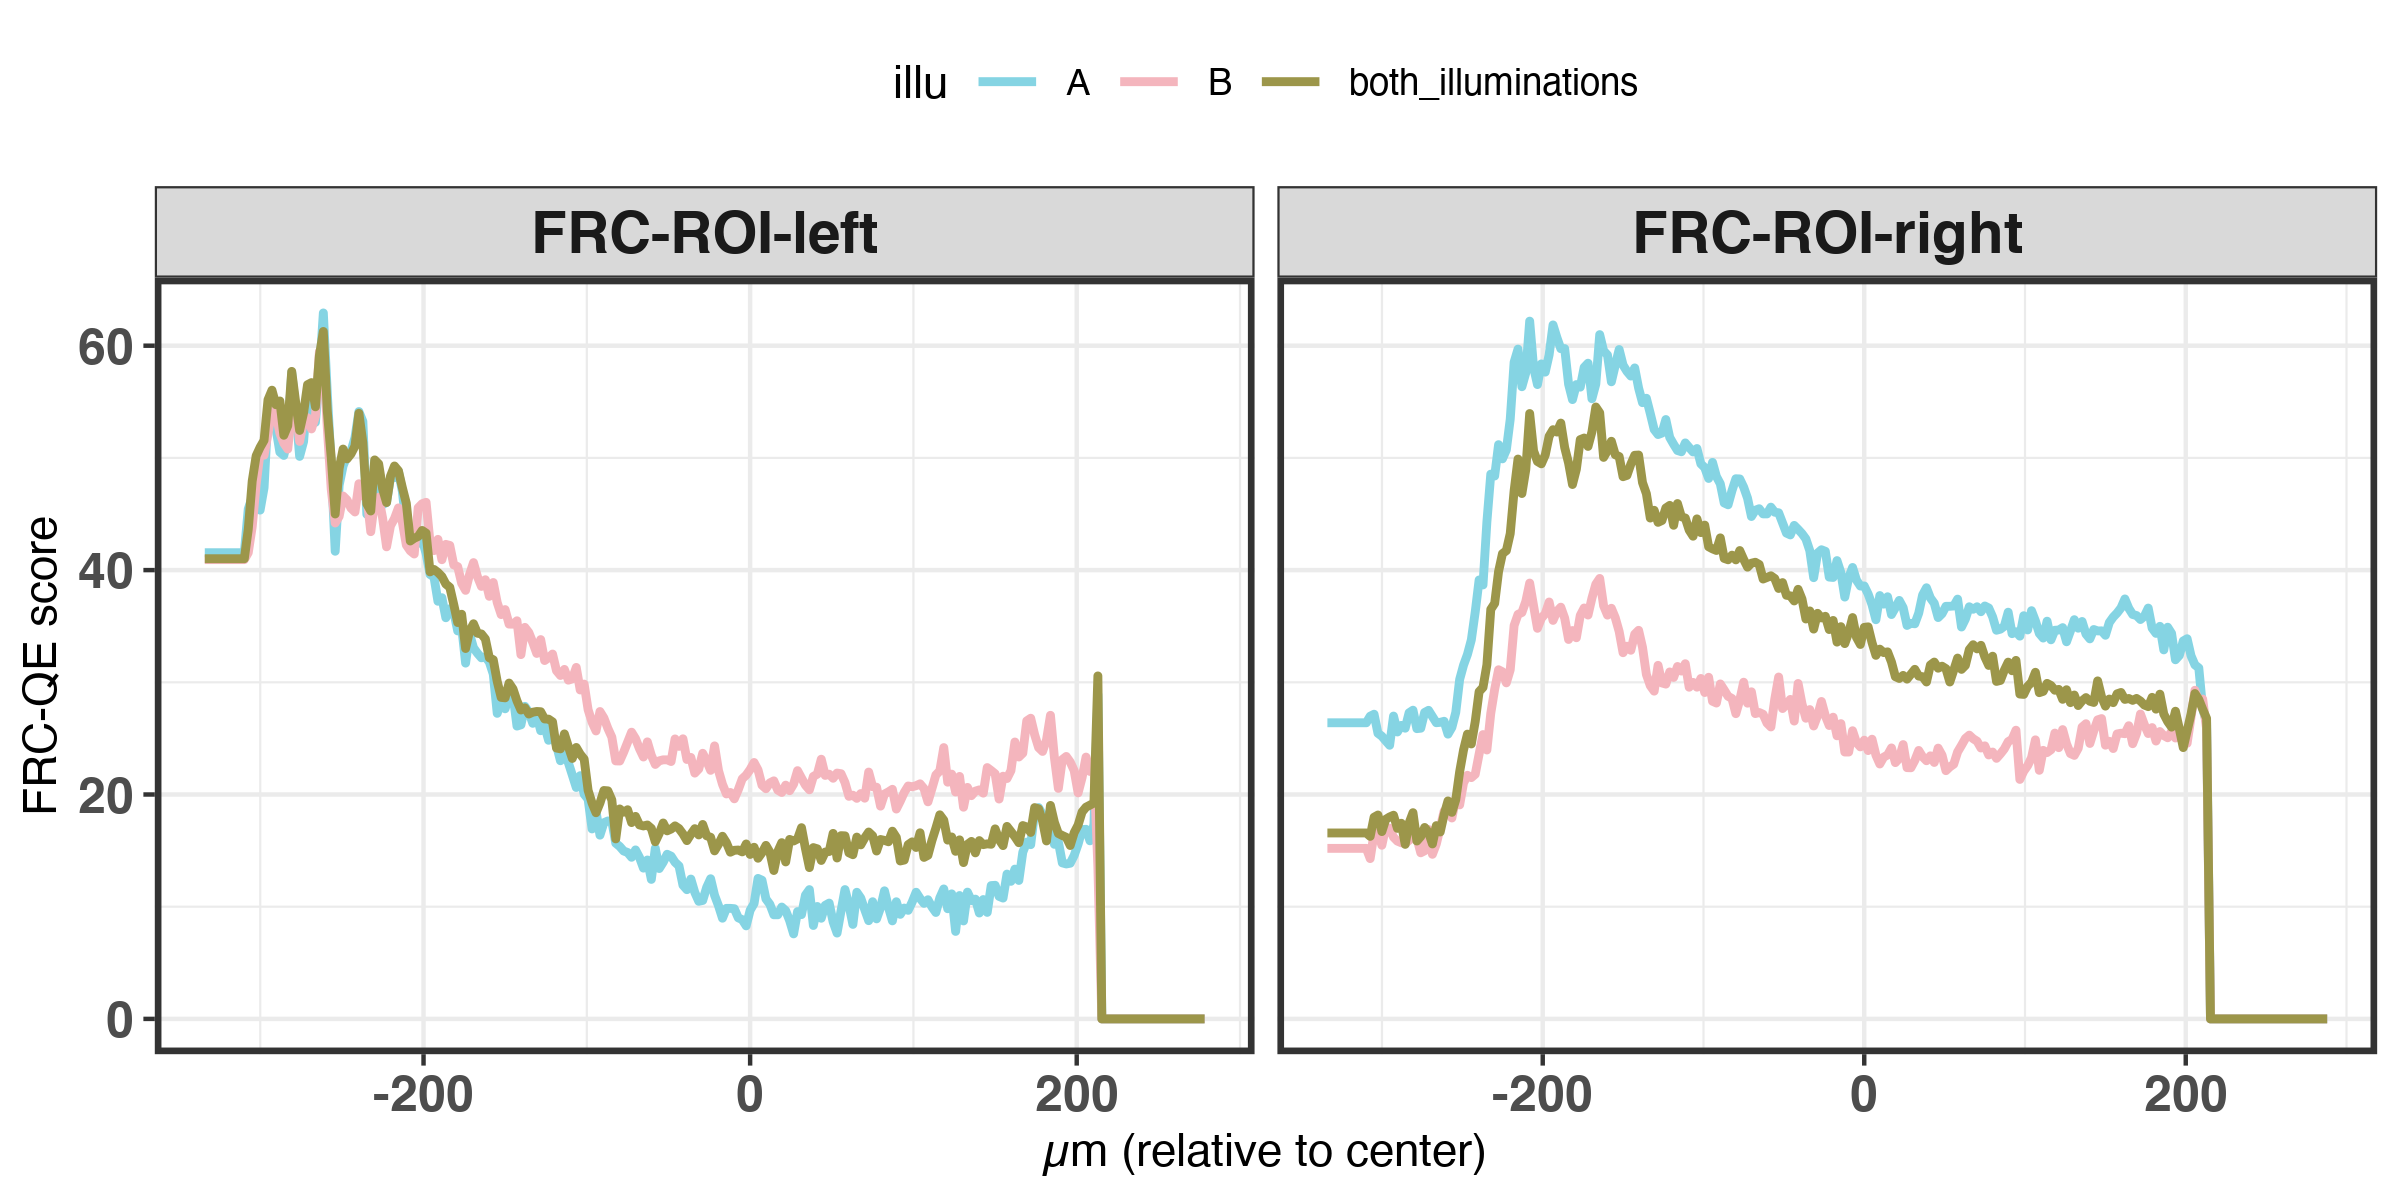 illu A B both_illuminations
FRC-ROI-left
FRC-ROI-right
FRC-QE score
60
40
20
0
-200 0 200
-200 0 200
µm (relative to center)